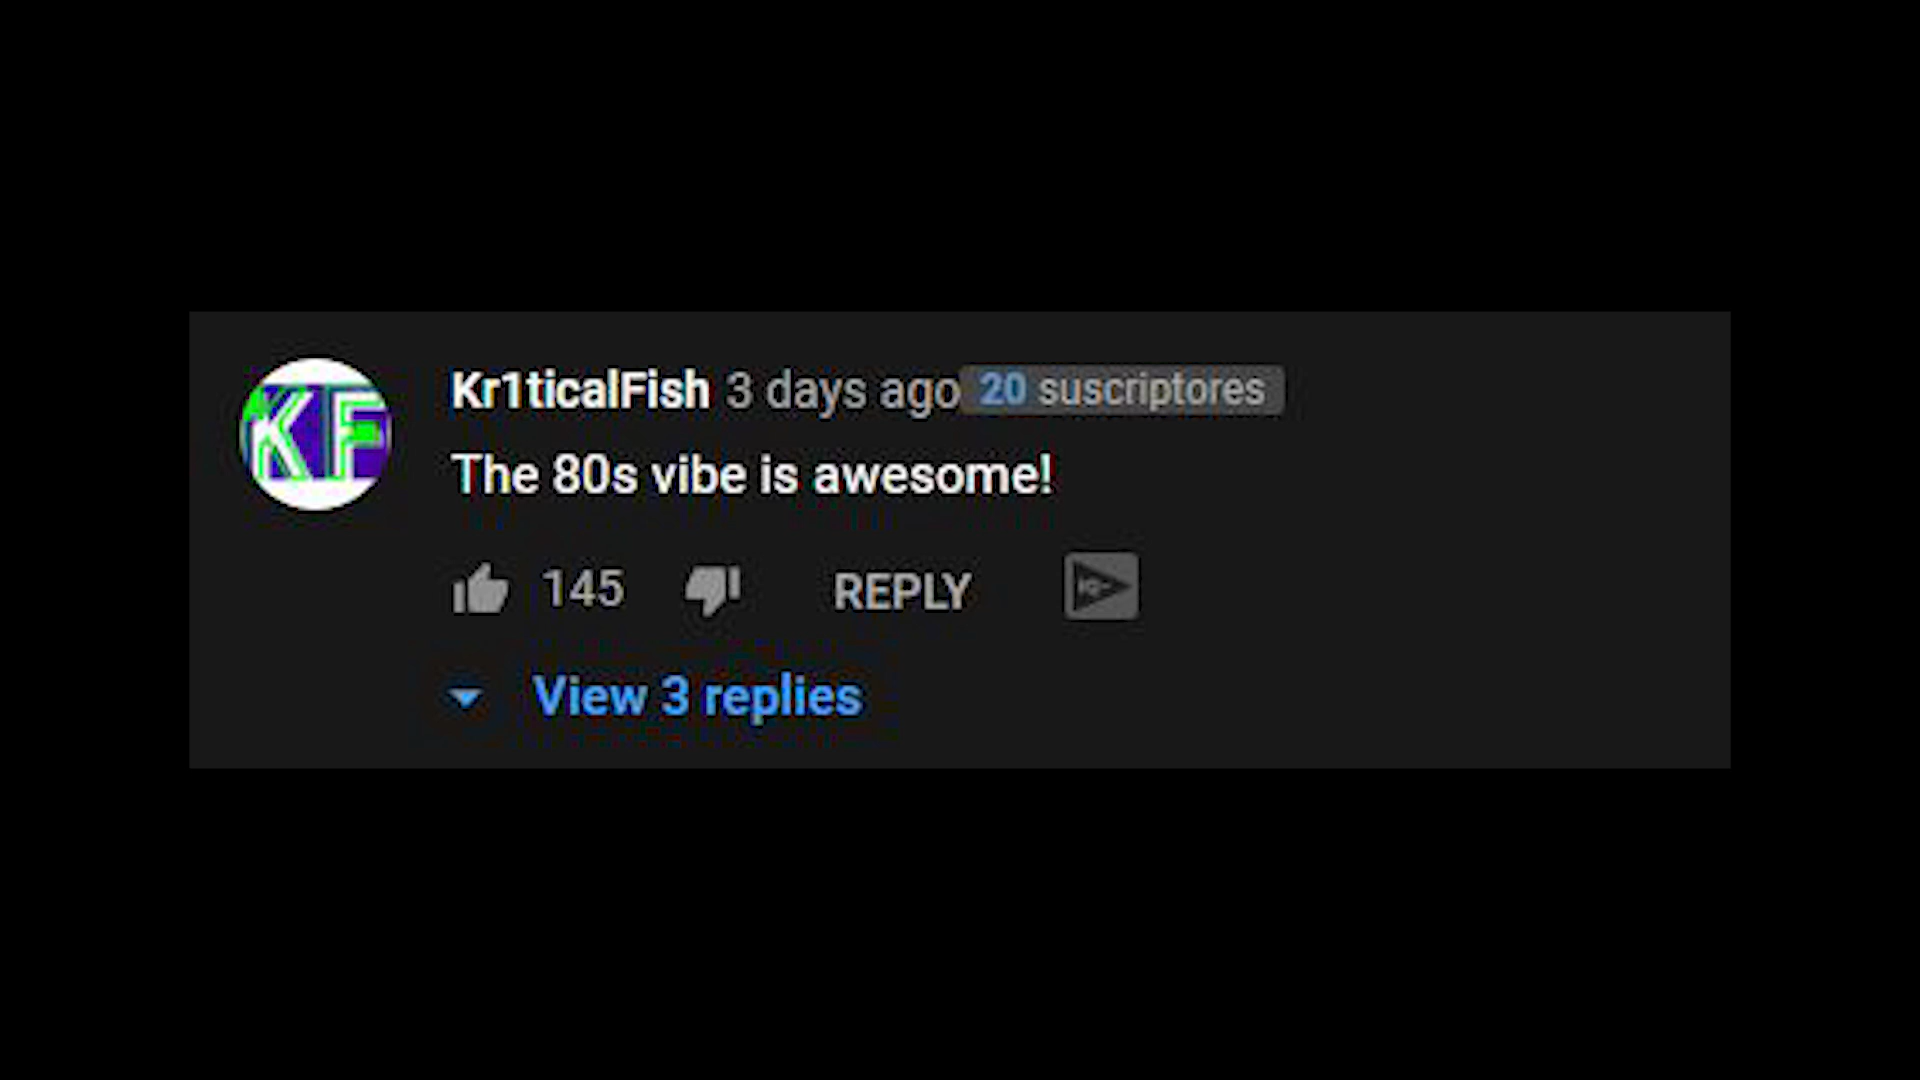 KF
Kr1ticalFish 3 days ago 20 suscriptores
The 80s vibe is awesome!
145 REPLY
View 3 replies